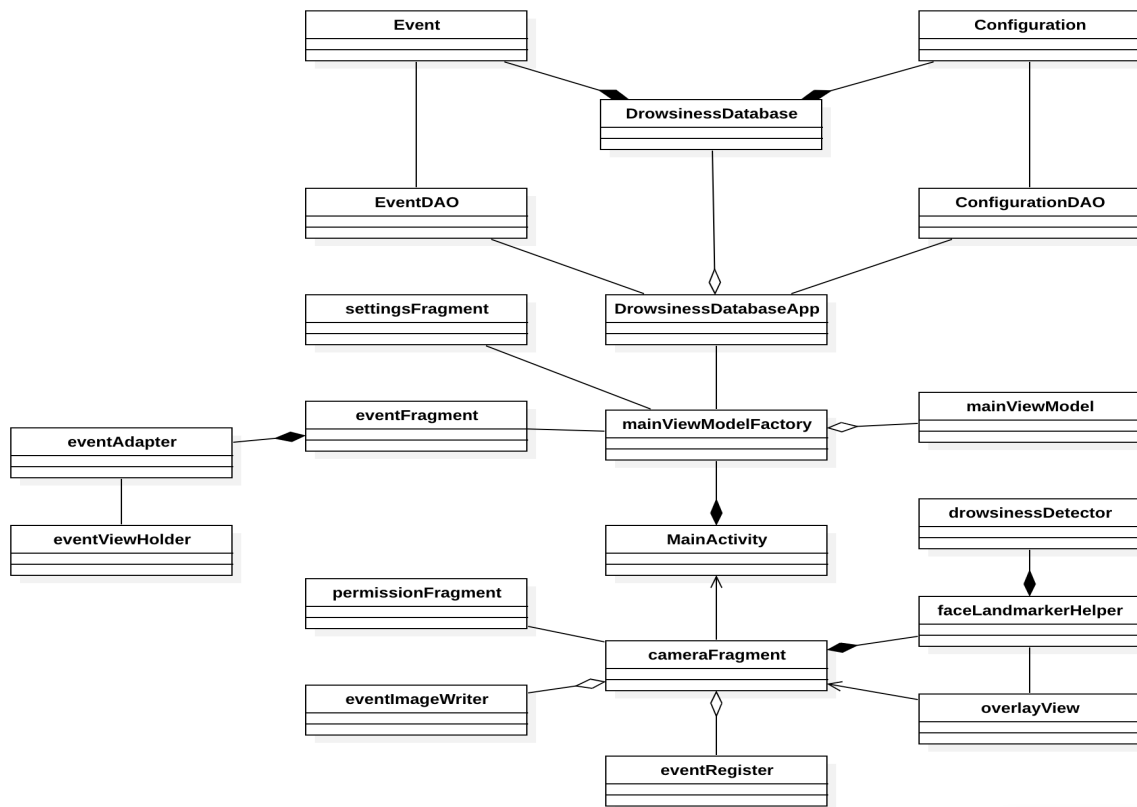 Event
Configuration
DrowsinessDatabase
EventDAO
ConfigurationDAO
settingsFragment
DrowsinessDatabaseApp
eventFragment
mainViewModelFactory
mainViewModel
eventAdapter
drowsinessDetector
eventViewHolder
MainActivity
permissionFragment
faceLandmarkerHelper
cameraFragment
eventImageWriter
overlayView
eventRegister